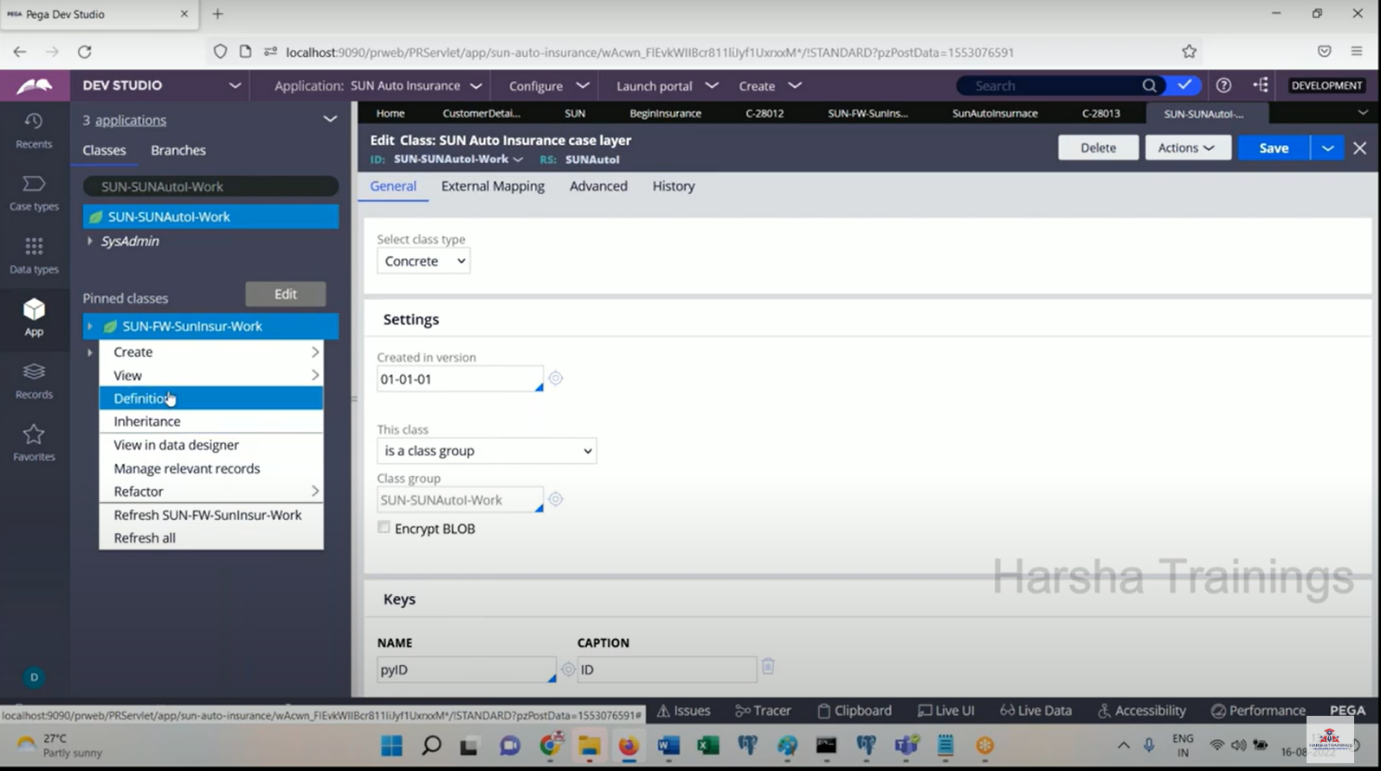 PEGA Pega Dev Studio
localhost:9090/prweb/PRServlet/app/sun-auto-insurance/wAcwn_FlEvkWIIBcr811liJyf1UxrxxM*/!STANDARD?pzPostData=1553076591
DEV STUDIO
Application: SUN Auto Insurance
Configure
Launch portal
Create
Search
DEVELOPMENT
Recents
Case types
Data types
App
Records
Favorites
D
3 applications
Classes Branches
SUN-SUNAutoI-Work
SUN-SUNAutoI-Work
SysAdmin
Pinned classes Edit
SUN-FW-SunInsur-Work
Create
View
Definition
Inheritance
View in data designer
Manage relevant records
Refactor
Refresh SUN-FW-SunInsur-Work
Refresh all
Home CustomerDetai... SUN BeginInsurance C-28012 SUN-FW-SunIns... SunAutoInsurnace C-28013 SUN-SUNAutoI-...
Edit Class: SUN Auto Insurance case layer
ID: SUN-SUNAutoI-Work RS: SUNAutoI
Delete Actions Save
General External Mapping Advanced History
Select class type
Concrete
Settings
Created in version
01-01-01
This class
is a class group
Class group
SUN-SUNAutoI-Work
Encrypt BLOB
Harsha Trainings
Keys
NAME CAPTION
pyID ID
localhost:9090/prweb/PRServlet/app/sun-auto-insurance/wAcwn_FlEvkWIIBcr811liJyf1UxrxxM*/!STANDARD?pzPostData=1553076591#
Issues Tracer Clipboard Live UI Live Data Accessibility Performance PEGA
27°C
Partly sunny
ENG
IN
HARSHA TRAININGS